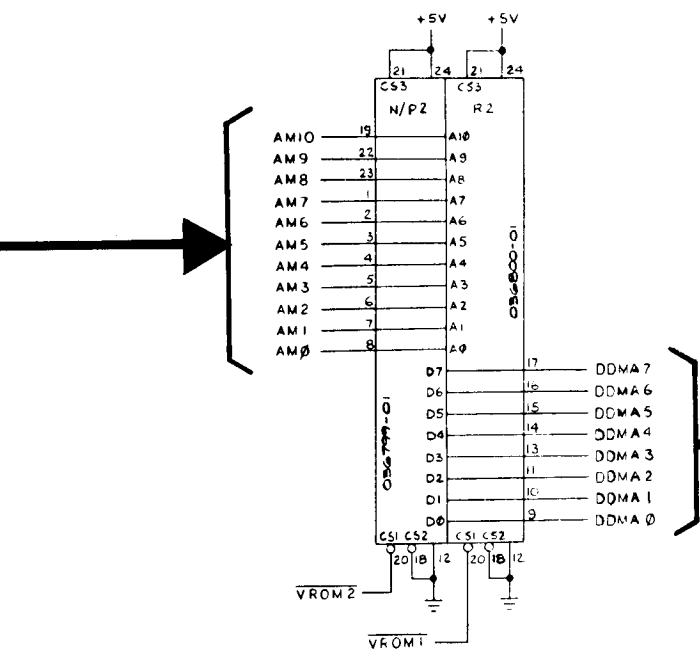 +5V +5V
21 24 21 24
CS3 CS3
N/P2 R2
AM10 19 A1Ø
AM9 22 A9
AM8 23 A8
AM7 1 A7
AM6 2 A6
AM5 3 A5
AM4 4 A4
AM3 5 A3
AM2 6 A2
AM1 7 A1
AMØ 8 AØ
036800-0
D7 17 DDMA7
D6 16 DDMA6
D5 15 DDMA5
D4 14 DDMA4
D3 13 DDMA3
D2 11 DDMA2
D1 10 DDMA1
DØ 9 DDMAØ
036799-01
CS1 CS2 CS1 CS2
20 18 12 20 18 12
VROM2
VROM1